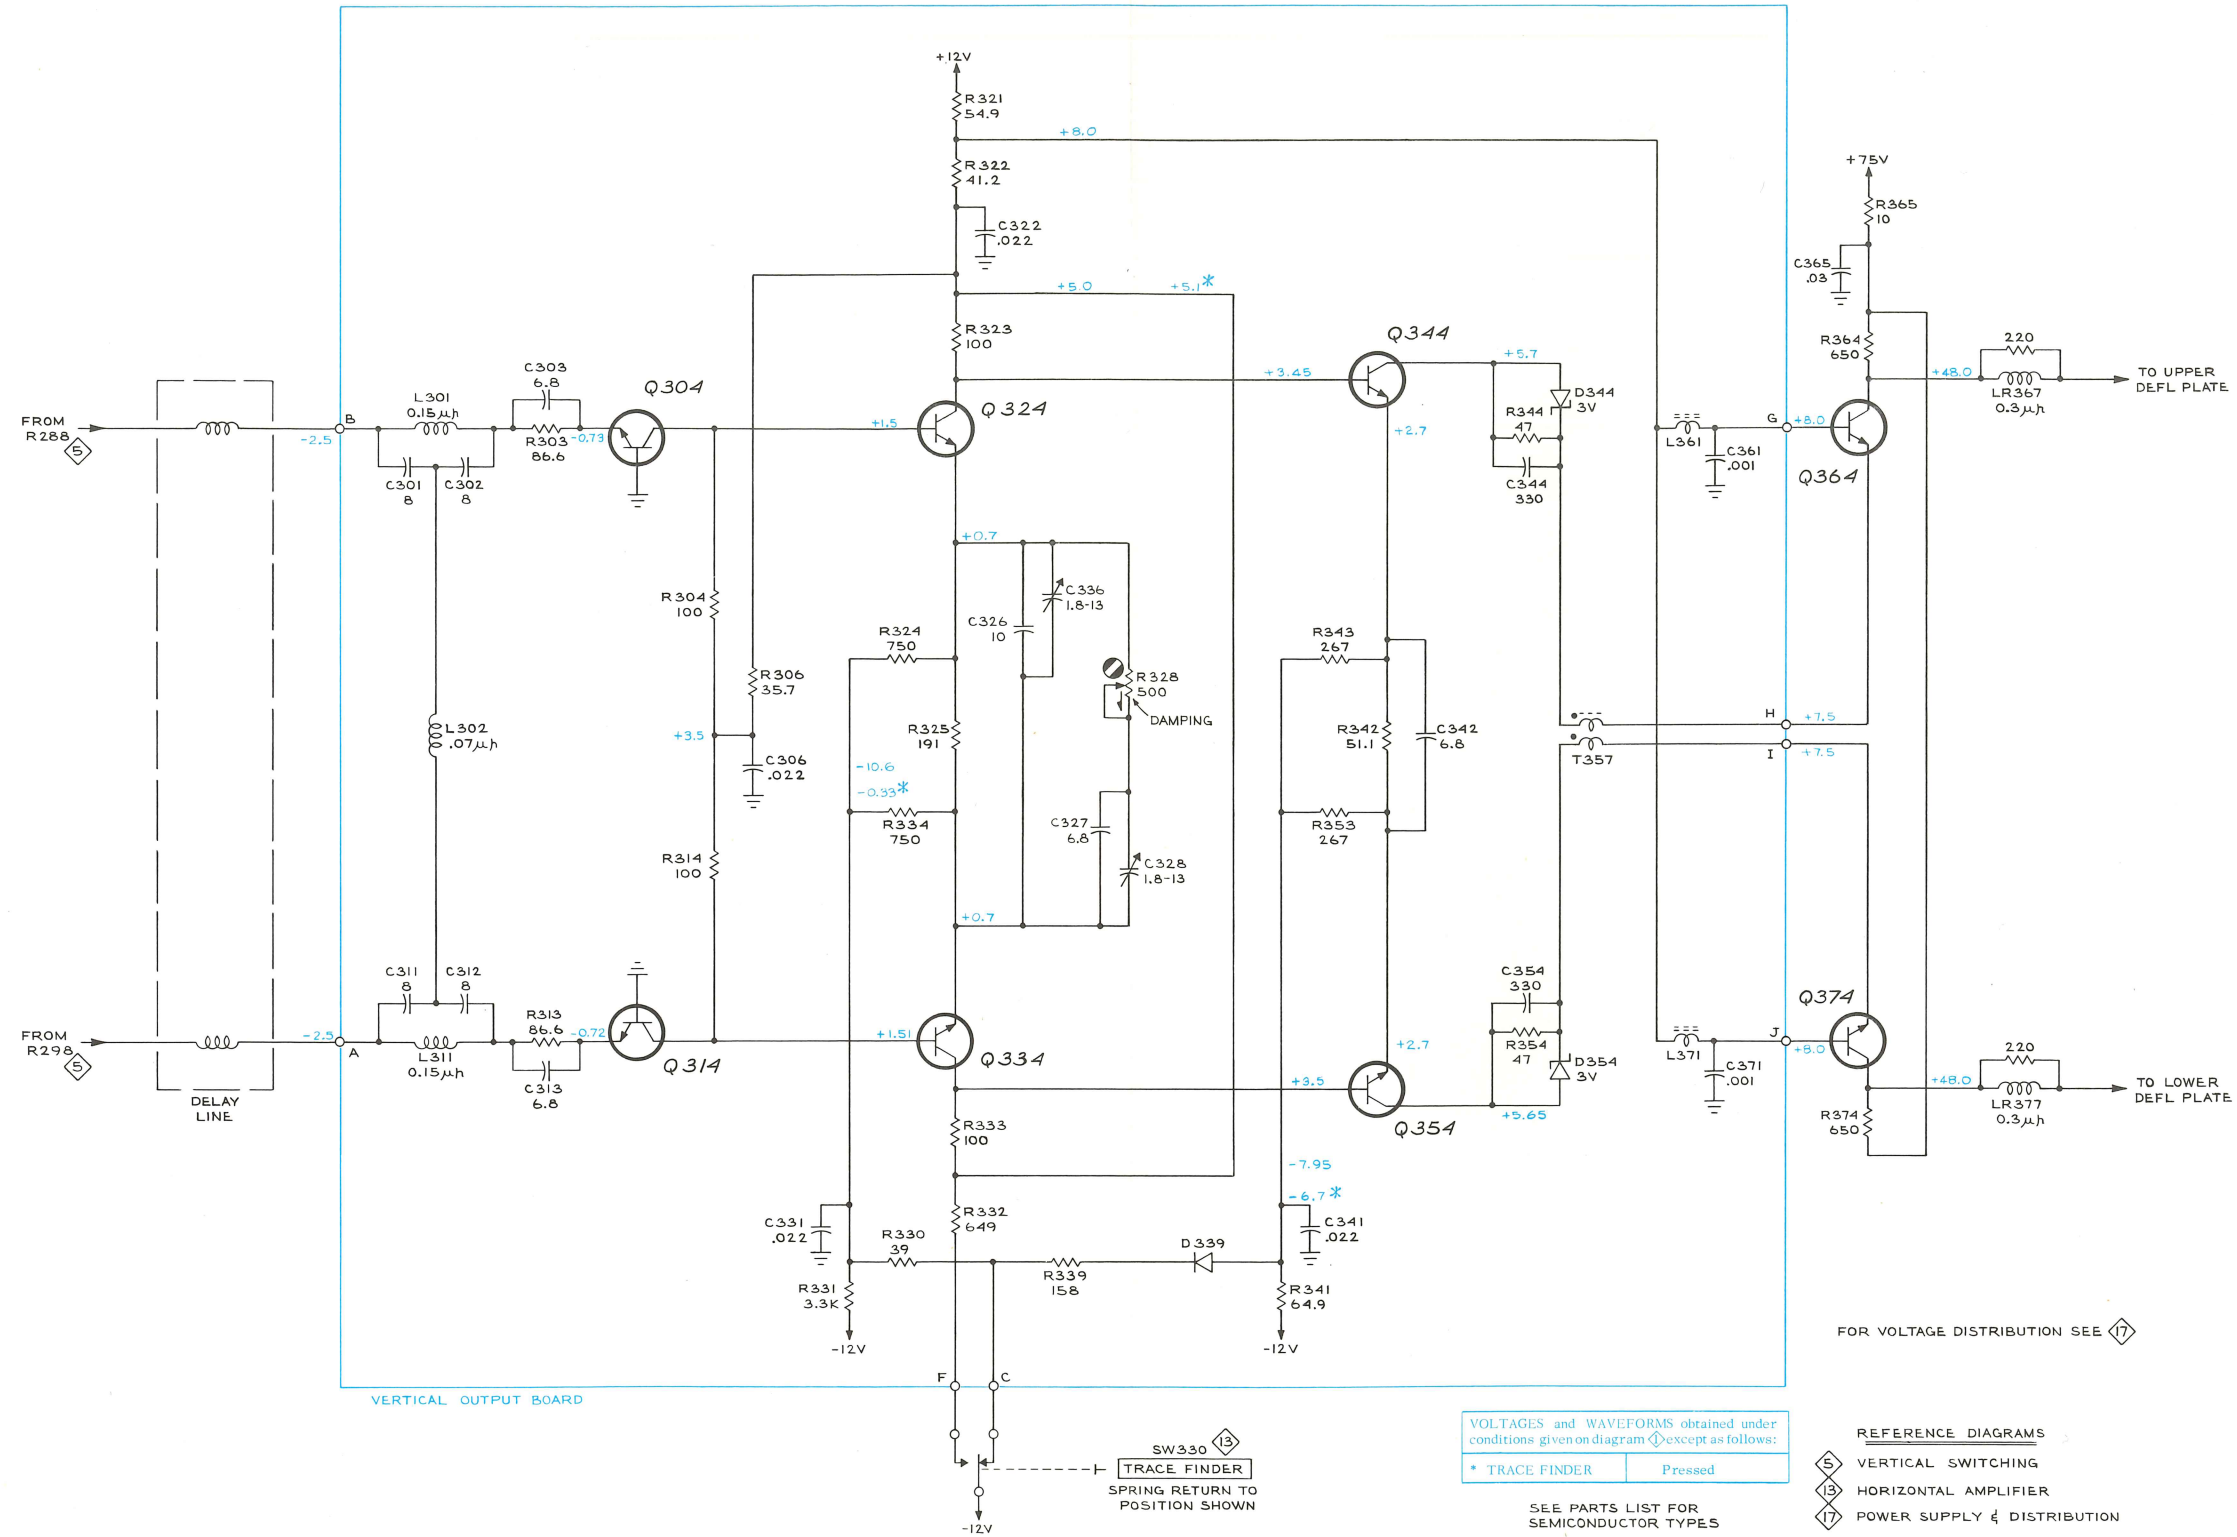 +12V
R321
54.9
+8.0
R322
41.2
C322
.022
+5.0
+5.1*
R323
100
+75V
R365
10
C365
.03
R364
650
220
+48.0
LR367
0.3μh
TO UPPER
DEFL PLATE
Q344
+5.7
+3.45
D344
3V
R344
47
C344
330
+2.7
G
+8.0
L361
C361
.001
Q364
FROM
R288
5
-2.5
B
L301
0.15μh
C301
8
C302
8
C303
6.8
R303
86.6
-0.73
Q304
+1.5
Q324
+0.7
R304
100
C336
1.8-13
C326
10
R324
750
R306
35.7
R328
500
DAMPING
R343
267
L302
.07μh
+3.5
C306
.022
R325
191
-10.6
-0.33*
R334
750
R342
51.1
C342
6.8
R353
267
H
+7.5
I
+7.5
T357
C327
6.8
C328
1.8-13
R314
100
+0.7
FROM
R298
5
-2.5
A
C311
8
C312
8
L311
0.15μh
R313
86.6
-0.72
C313
6.8
Q314
+1.51
Q334
+3.5
+2.7
Q354
+5.65
C354
330
R354
47
D354
3V
L371
C371
.001
J
+8.0
Q374
R374
650
+48.0
220
LR377
0.3μh
TO LOWER
DEFL PLATE
DELAY
LINE
R333
100
-7.95
-6.7*
C331
.022
R332
649
R330
39
R339
158
D339
C341
.022
R331
3.3K
R341
64.9
-12V
-12V
F
C
VERTICAL OUTPUT BOARD
SW330 13
TRACE FINDER
SPRING RETURN TO
POSITION SHOWN
-12V
FOR VOLTAGE DISTRIBUTION SEE 17
VOLTAGES and WAVEFORMS obtained under
conditions given on diagram 1 except as follows:
* TRACE FINDER Pressed
SEE PARTS LIST FOR
SEMICONDUCTOR TYPES
REFERENCE DIAGRAMS
5 VERTICAL SWITCHING
13 HORIZONTAL AMPLIFIER
17 POWER SUPPLY & DISTRIBUTION